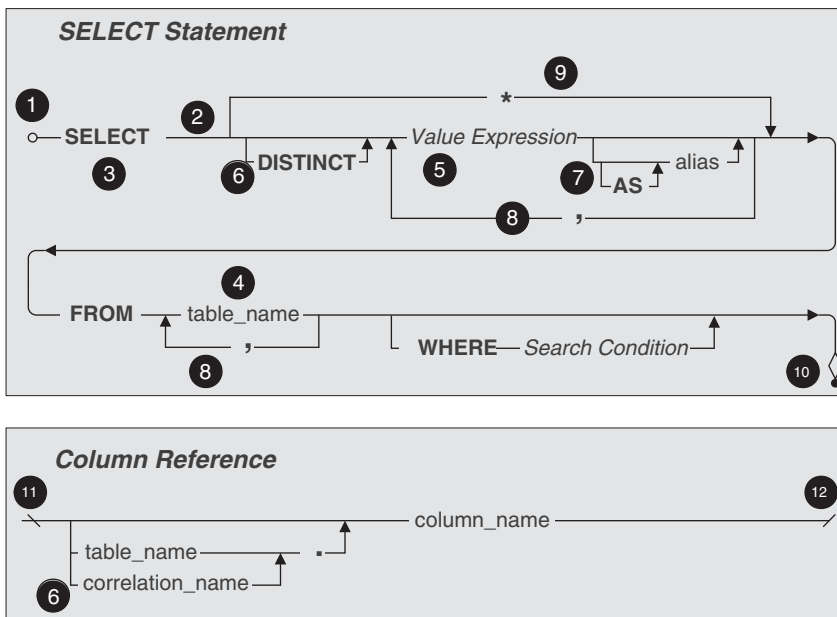 SELECT Statement
9
*
1
2
SELECT
Value Expression
DISTINCT
alias
3
6
5
7
AS
8
,
4
FROM
table_name
WHERE
Search Condition
,
8
10
Column Reference
11
12
column_name
table_name
.
correlation_name
6